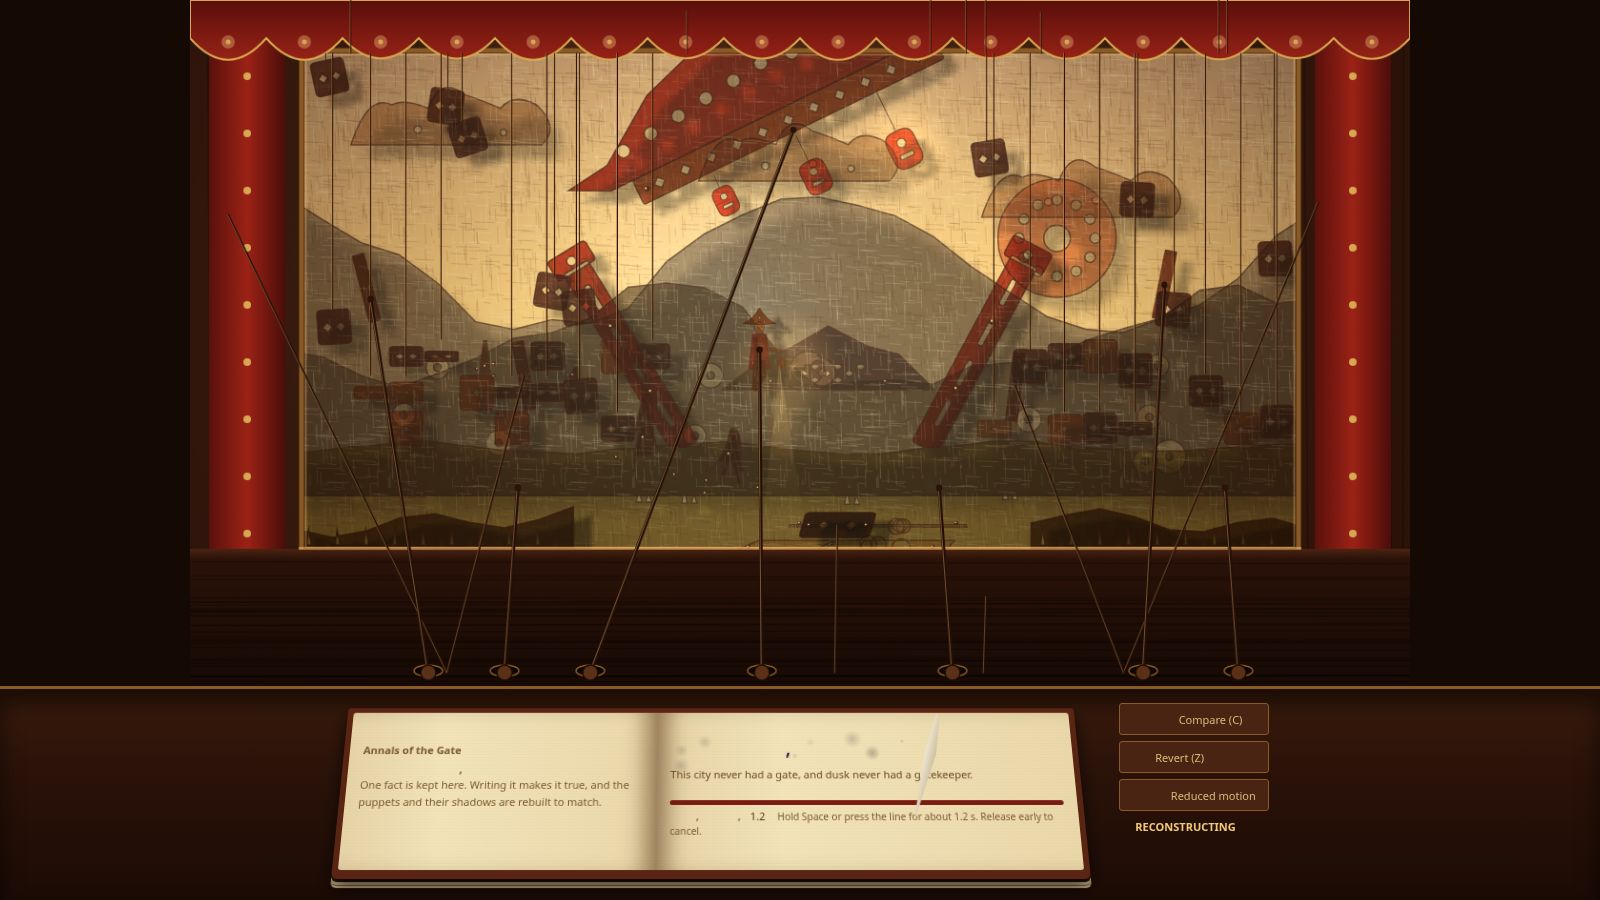 Annals of the Gate
,
One fact is kept here. Writing it makes it true, and the
puppets and their shadows are rebuilt to match.
,
This city never had a gate, and dusk never had a gatekeeper.
, , 1.2 Hold Space or press the line for about 1.2 s. Release early to
cancel.
Compare (C)
Revert (Z)
Reduced motion
RECONSTRUCTING